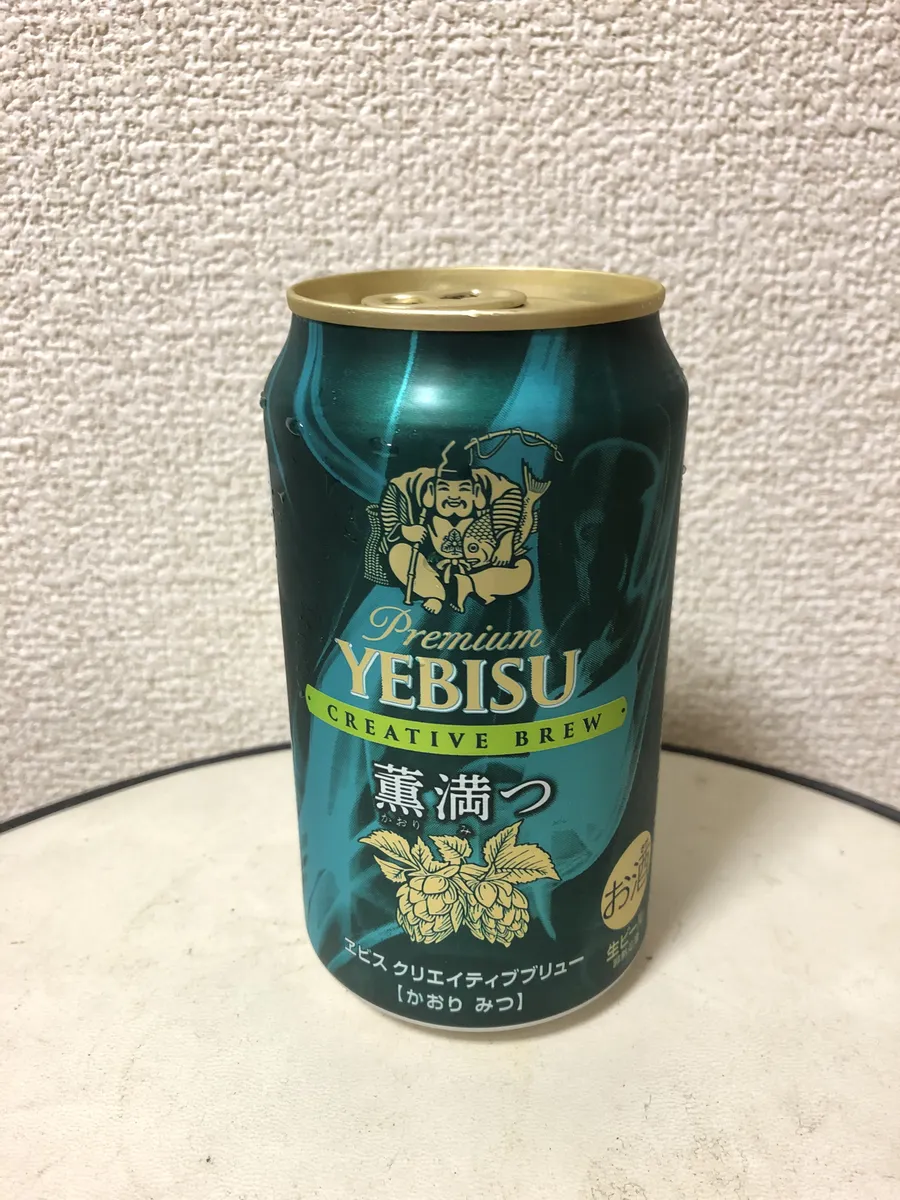 Premium
YEBISU
CREATIVE BREW
薫満つ
かおり み
ヱビス クリエイティブブリュー
【かおり みつ】
お酒
生ビール